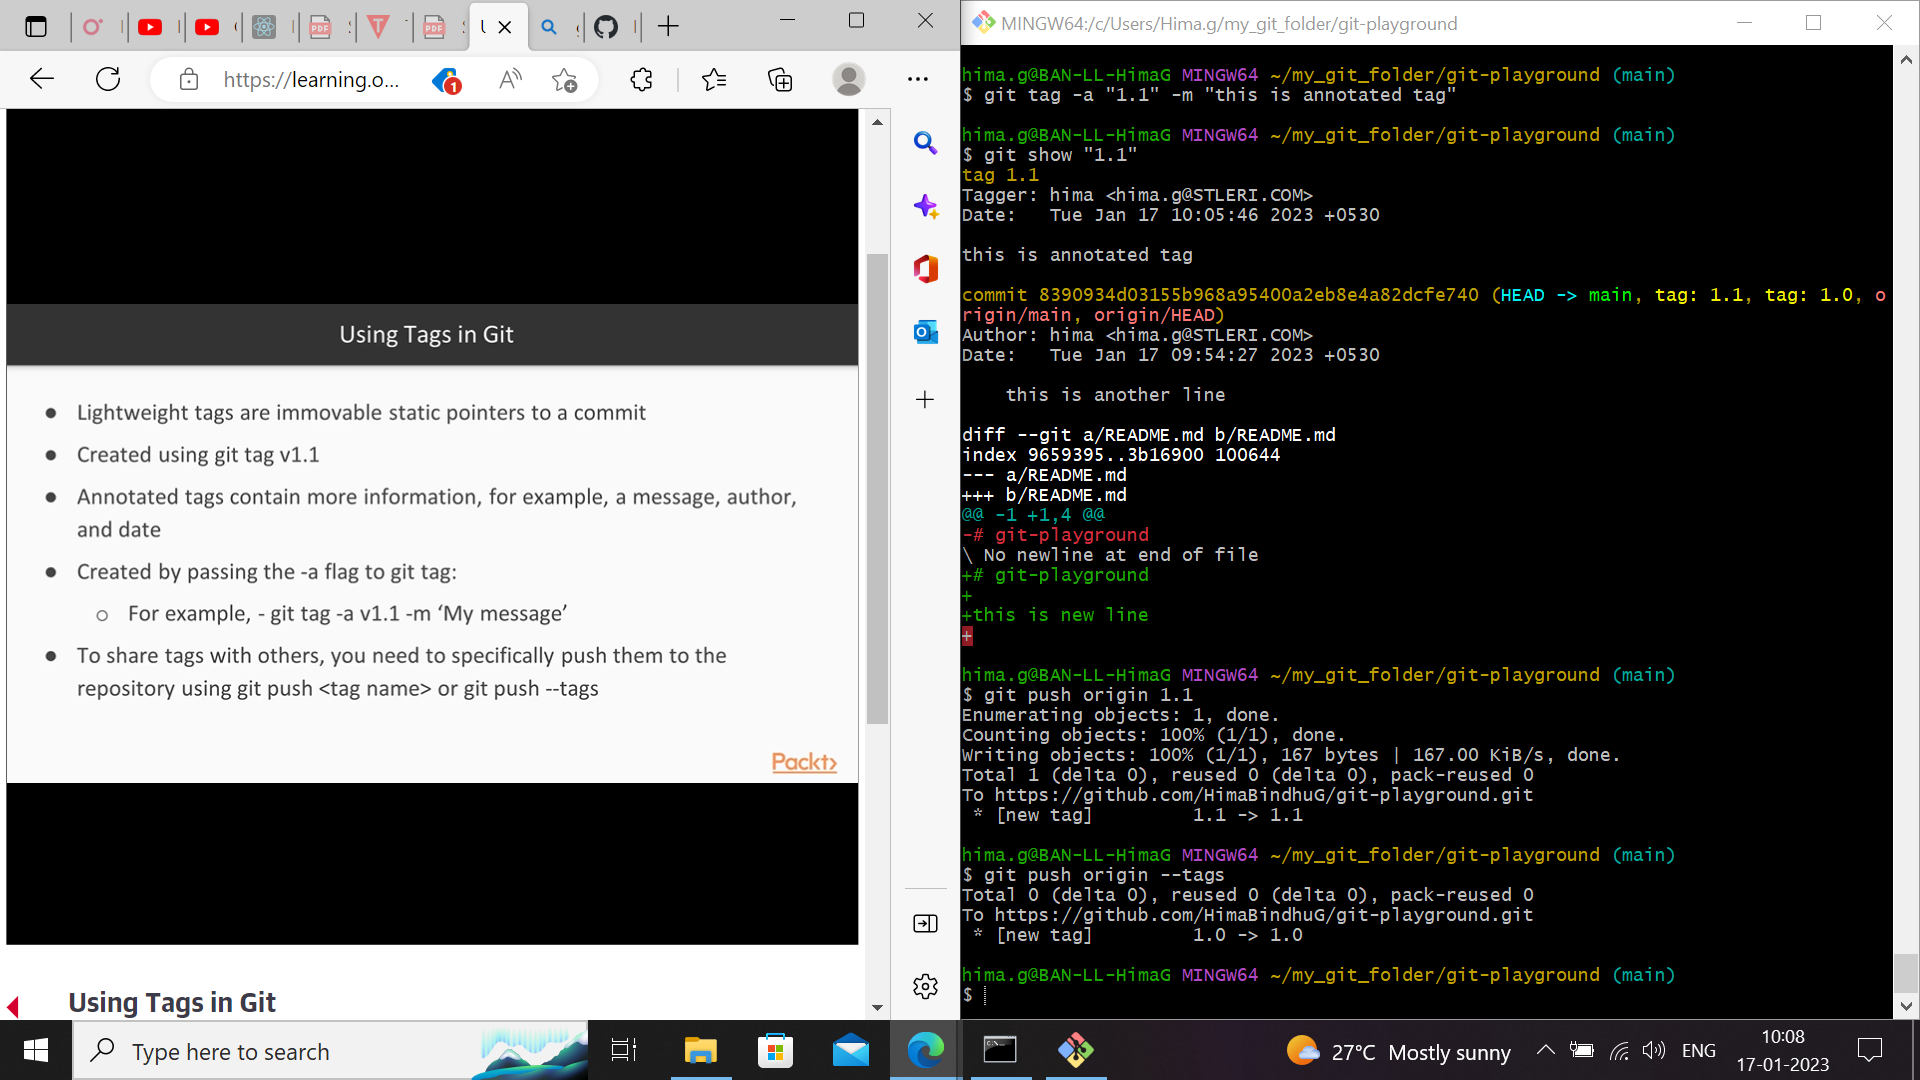 https://learning.o...
1
Using Tags in Git
● Lightweight tags are immovable static pointers to a commit
● Created using git tag v1.1
● Annotated tags contain more information, for example, a message, author,
and date
● Created by passing the -a flag to git tag:
○ For example, - git tag -a v1.1 -m ‘My message’
● To share tags with others, you need to specifically push them to the
repository using git push <tag name> or git push --tags
Packt>
Using Tags in Git
MINGW64:/c/Users/Hima.g/my_git_folder/git-playground
hima.g@BAN-LL-HimaG MINGW64 ~/my_git_folder/git-playground (main)
$ git tag -a "1.1" -m "this is annotated tag"
hima.g@BAN-LL-HimaG MINGW64 ~/my_git_folder/git-playground (main)
$ git show "1.1"
tag 1.1
Tagger: hima <hima.g@STLERI.COM>
Date:   Tue Jan 17 10:05:46 2023 +0530
this is annotated tag
commit 8390934d03155b968a95400a2eb8e4a82dcfe740 (HEAD -> main, tag: 1.1, tag: 1.0, o
rigin/main, origin/HEAD)
Author: hima <hima.g@STLERI.COM>
Date:   Tue Jan 17 09:54:27 2023 +0530
    this is another line
diff --git a/README.md b/README.md
index 9659395..3b16900 100644
--- a/README.md
+++ b/README.md
@@ -1 +1,4 @@
-# git-playground
\ No newline at end of file
+# git-playground
+
+this is new line
+
hima.g@BAN-LL-HimaG MINGW64 ~/my_git_folder/git-playground (main)
$ git push origin 1.1
Enumerating objects: 1, done.
Counting objects: 100% (1/1), done.
Writing objects: 100% (1/1), 167 bytes | 167.00 KiB/s, done.
Total 1 (delta 0), reused 0 (delta 0), pack-reused 0
To https://github.com/HimaBindhuG/git-playground.git
 * [new tag]         1.1 -> 1.1
hima.g@BAN-LL-HimaG MINGW64 ~/my_git_folder/git-playground (main)
$ git push origin --tags
Total 0 (delta 0), reused 0 (delta 0), pack-reused 0
To https://github.com/HimaBindhuG/git-playground.git
 * [new tag]         1.0 -> 1.0
hima.g@BAN-LL-HimaG MINGW64 ~/my_git_folder/git-playground (main)
$
Type here to search
27°C Mostly sunny
ENG
10:08
17-01-2023